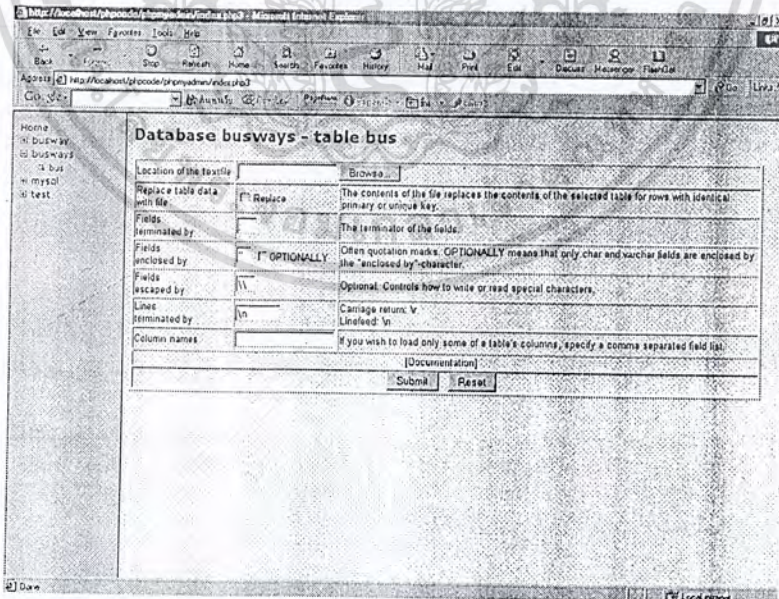 http://localhost/phpcode/phpmyadmin/index.php3 - Microsoft Internet Explorer
File Edit View Favorites Tools Help
Back Stop Refresh Home Search Favorites History Mail Print Edit Discuss Messenger FlashGet
Address http://localhost/phpcode/phpmyadmin/index.php3 Go Links
Google
Home
busway
busways
bus
mysql
test
Database busways - table bus
Location of the textfile Browse...
Replace table data with file Replace The contents of the file replaces the contents of the selected table for rows with identical
primary or unique key.
Fields
terminated by The terminator of the fields.
Fields
enclosed by " OPTIONALLY Often quotation marks. OPTIONALLY means that only char and varchar fields are enclosed by
the "enclosed by"-character.
Fields
escaped by \\ Optional. Controls how to write or read special characters.
Lines
terminated by \n Carriage return: \r
Linefeed: \n
Column names If you wish to load only some of a table's columns, specify a comma separated field list.
[Documentation]
Submit Reset
Done